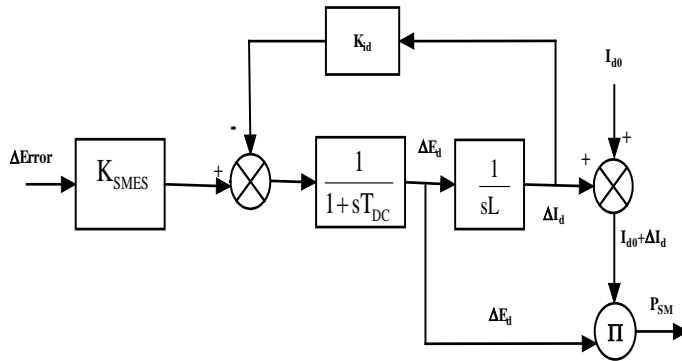 K_id
I_d0
-
+
ΔError
K_SMES
+
1
1+sT_DC
ΔE_d
1
sL
+
ΔI_d
I_d0+ΔI_d
ΔE_d
Π
P_SM